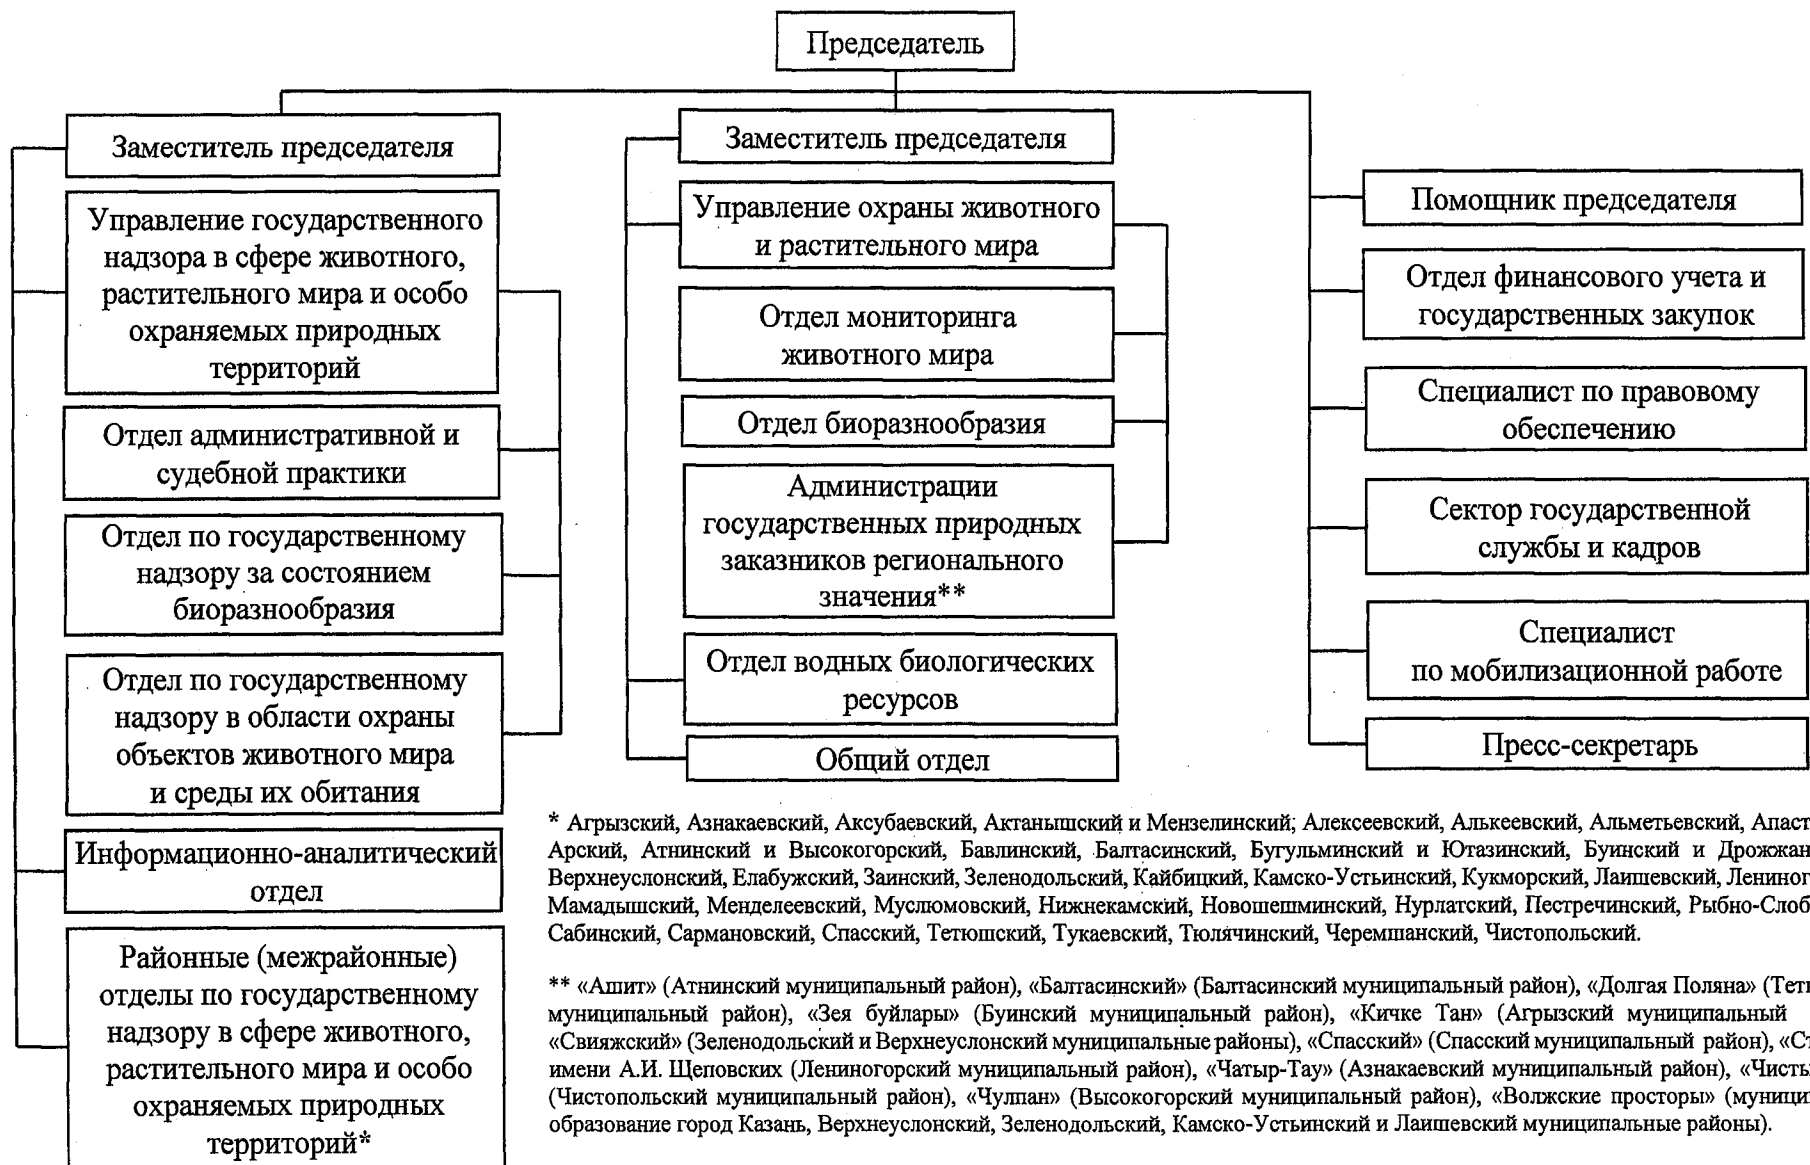 Председатель
Заместитель председателя
Управление государственного
надзора в сфере животного,
растительного мира и особо
охраняемых природных
территорий
Отдел административной и
судебной практики
Отдел по государственному
надзору за состоянием
биоразнообразия
Отдел по государственному
надзору в области охраны
объектов животного мира
и среды их обитания
Информационно-аналитический
отдел
Районные (межрайонные)
отделы по государственному
надзору в сфере животного,
растительного мира и особо
охраняемых природных
территорий*
Заместитель председателя
Управление охраны животного
и растительного мира
Отдел мониторинга
животного мира
Отдел биоразнообразия
Администрации
государственных природных
заказников регионального
значения**
Отдел водных биологических
ресурсов
Общий отдел
Помощник председателя
Отдел финансового учета и
государственных закупок
Специалист по правовому
обеспечению
Сектор государственной
службы и кадров
Специалист
по мобилизационной работе
Пресс-секретарь
* Агрызский, Азнакаевский, Аксубаевский, Актанышский и Мензелинский; Алексеевский, Алькеевский, Альметьевский, Апаст
Арский, Атнинский и Высокогорский, Бавлинский, Балтасинский, Бугульминский и Ютазинский, Буинский и Дрожжан
Верхнеуслонский, Елабужский, Заинский, Зеленодольский, Кайбицкий, Камско-Устьинский, Кукморский, Лаишевский, Лениног
Мамадышский, Менделеевский, Муслюмовский, Нижнекамский, Новошешминский, Нурлатский, Пестречинский, Рыбно-Слоб
Сабинский, Сармановский, Спасский, Тетюшский, Тукаевский, Тюлячинский, Черемшанский, Чистопольский.
** «Ашит» (Атнинский муниципальный район), «Балтасинский» (Балтасинский муниципальный район), «Долгая Поляна» (Тет
муниципальный район), «Зея буйлары» (Буинский муниципальный район), «Кичке Тан» (Агрызский муниципальный
«Свияжский» (Зеленодольский и Верхнеуслонский муниципальные районы), «Спасский» (Спасский муниципальный район), «Ст
имени А.И. Щеповских (Лениногорский муниципальный район), «Чатыр-Тау» (Азнакаевский муниципальный район), «Чисты
(Чистопольский муниципальный район), «Чулпан» (Высокогорский муниципальный район), «Волжские просторы» (муницип
образование город Казань, Верхнеуслонский, Зеленодольский, Камско-Устьинский и Лаишевский муниципальные районы).